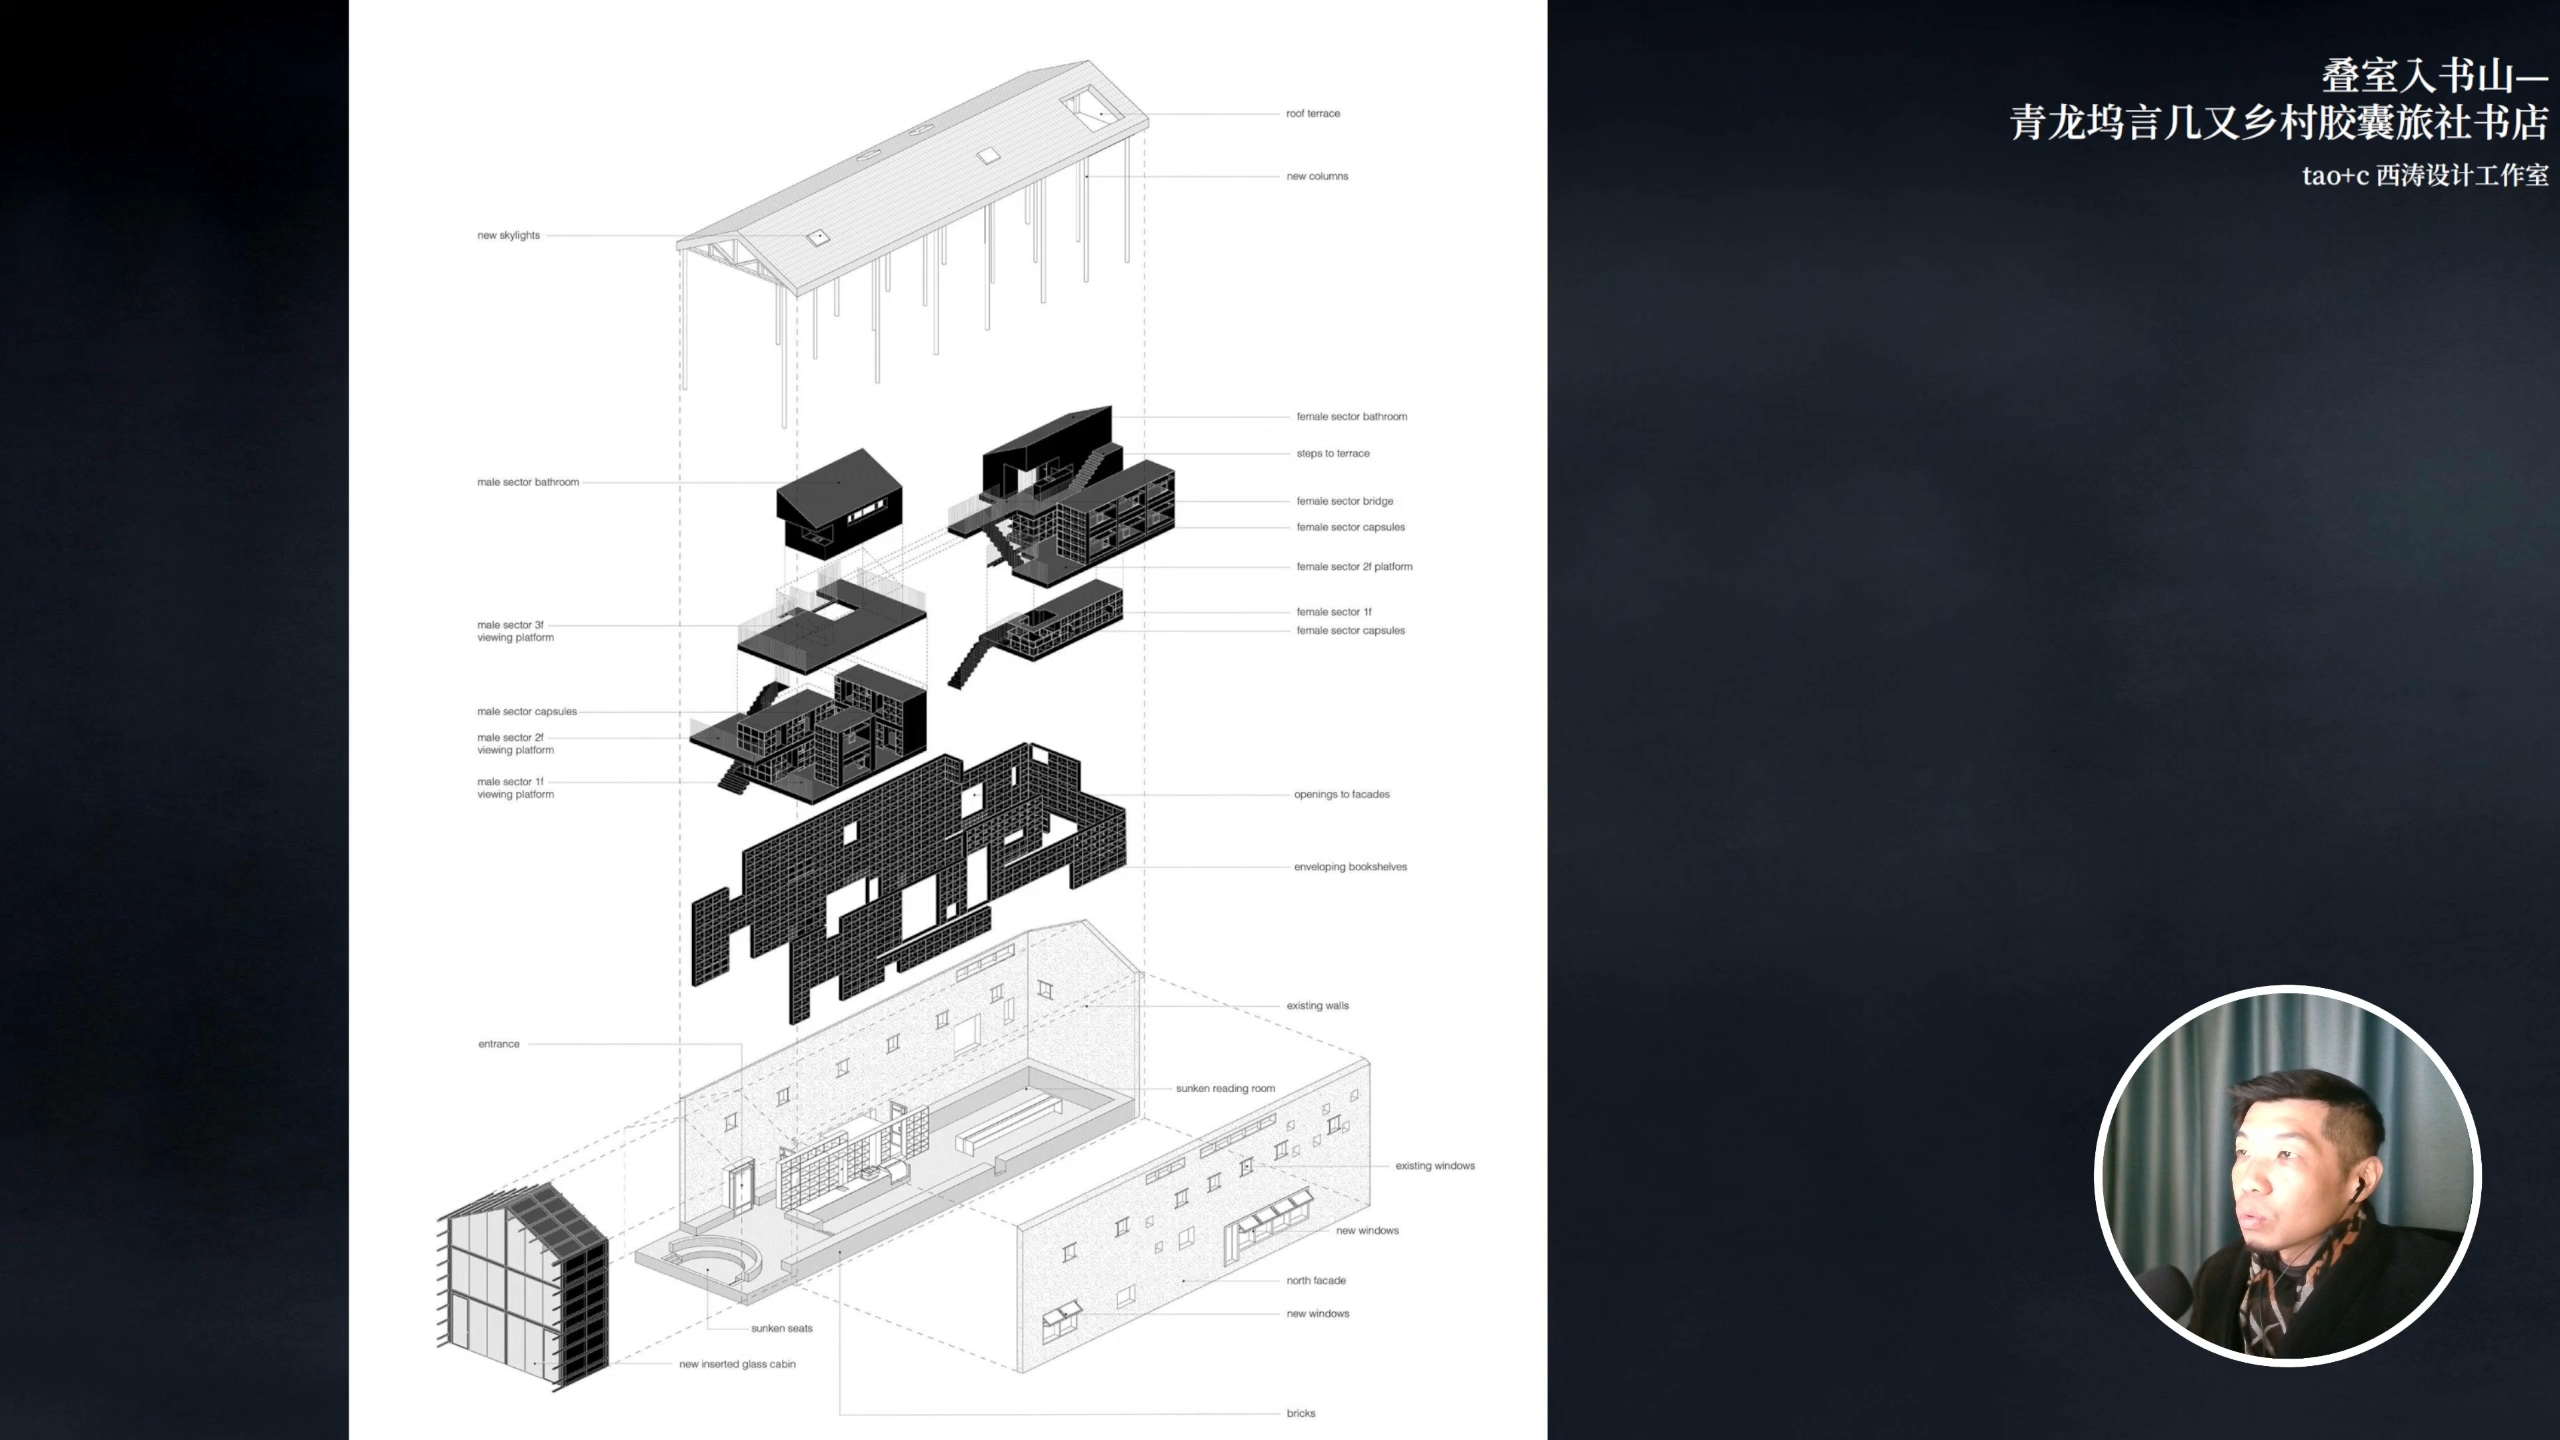 叠室入书山—
青龙坞言几又乡村胶囊旅社书店
tao+c 西涛设计工作室
roof terrace
new columns
new skylights
female sector bathroom
steps to terrace
male sector bathroom
female sector bridge
female sector capsules
female sector 2f platform
female sector 1f
male sector 3f
viewing platform
female sector capsules
male sector capsules
male sector 2f
viewing platform
male sector 1f
viewing platform
openings to facades
enveloping bookshelves
existing walls
entrance
sunken reading room
existing windows
new windows
north facade
new windows
sunken seats
new inserted glass cabin
bricks